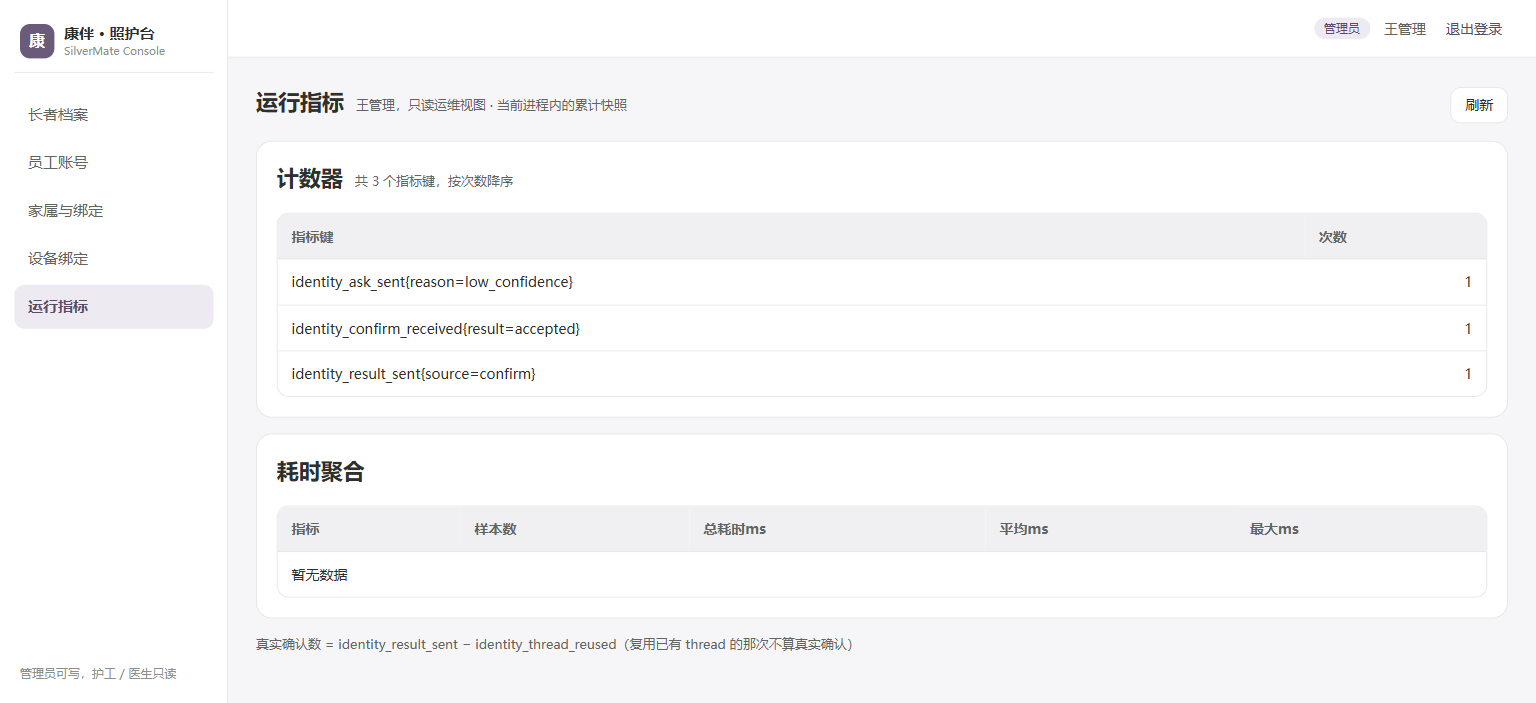 康
康伴・照护台
SilverMate Console
管理员
王管理
退出登录
长者档案
员工账号
家属与绑定
设备绑定
运行指标
管理员可写，护工 / 医生只读
运行指标
王管理，只读运维视图 · 当前进程内的累计快照
刷新
计数器
共 3 个指标键，按次数降序
指标键 次数
identity_ask_sent{reason=low_confidence} 1
identity_confirm_received{result=accepted} 1
identity_result_sent{source=confirm} 1
耗时聚合
指标 样本数 总耗时ms 平均ms 最大ms
暂无数据
真实确认数 = identity_result_sent − identity_thread_reused（复用已有 thread 的那次不算真实确认）